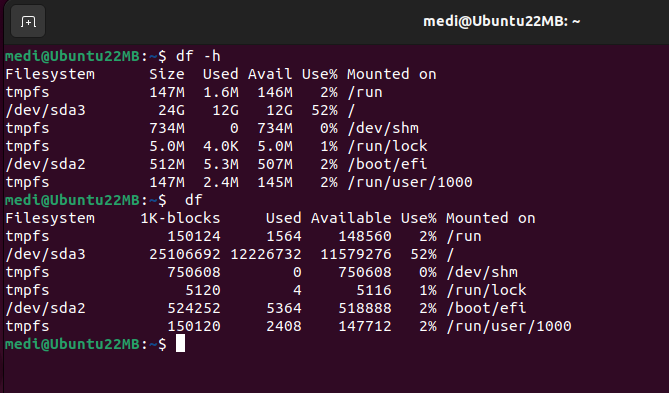 medi@Ubuntu22MB: ~
medi@Ubuntu22MB:~$ df -h
Filesystem      Size  Used Avail Use% Mounted on
tmpfs           147M  1.6M  146M   2% /run
/dev/sda3        24G   12G   12G  52% /
tmpfs           734M     0  734M   0% /dev/shm
tmpfs           5.0M  4.0K  5.0M   1% /run/lock
/dev/sda2       512M  5.3M  507M   2% /boot/efi
tmpfs           147M  2.4M  145M   2% /run/user/1000
medi@Ubuntu22MB:~$  df
Filesystem     1K-blocks     Used Available Use% Mounted on
tmpfs             150124     1564    148560   2% /run
/dev/sda3       25106692 12226732  11579276  52% /
tmpfs             750608        0    750608   0% /dev/shm
tmpfs               5120        4      5116   1% /run/lock
/dev/sda2         524252     5364    518888   2% /boot/efi
tmpfs             150120     2408    147712   2% /run/user/1000
medi@Ubuntu22MB:~$